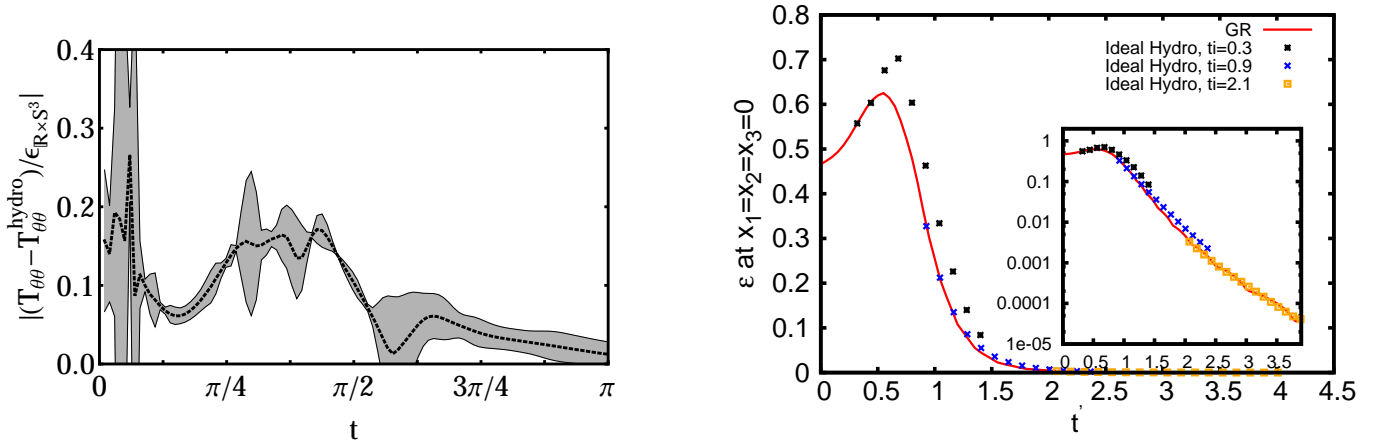 |(Tθθ − Tθθ^hydro)/ϵℝ×S³|
0.4
0.3
0.2
0.1
0.0
0
π/4
π/2
3π/4
π
t
ε at x₁=x₂=x₃=0
0.8
0.7
0.6
0.5
0.4
0.3
0.2
0.1
0
GR
Ideal Hydro, ti=0.3
Ideal Hydro, ti=0.9
Ideal Hydro, ti=2.1
1
0.1
0.01
0.001
0.0001
1e-05
0 0.5 1 1.5 2 2.5 3 3.5
0 0.5 1 1.5 2 2.5 3 3.5 4 4.5
t'